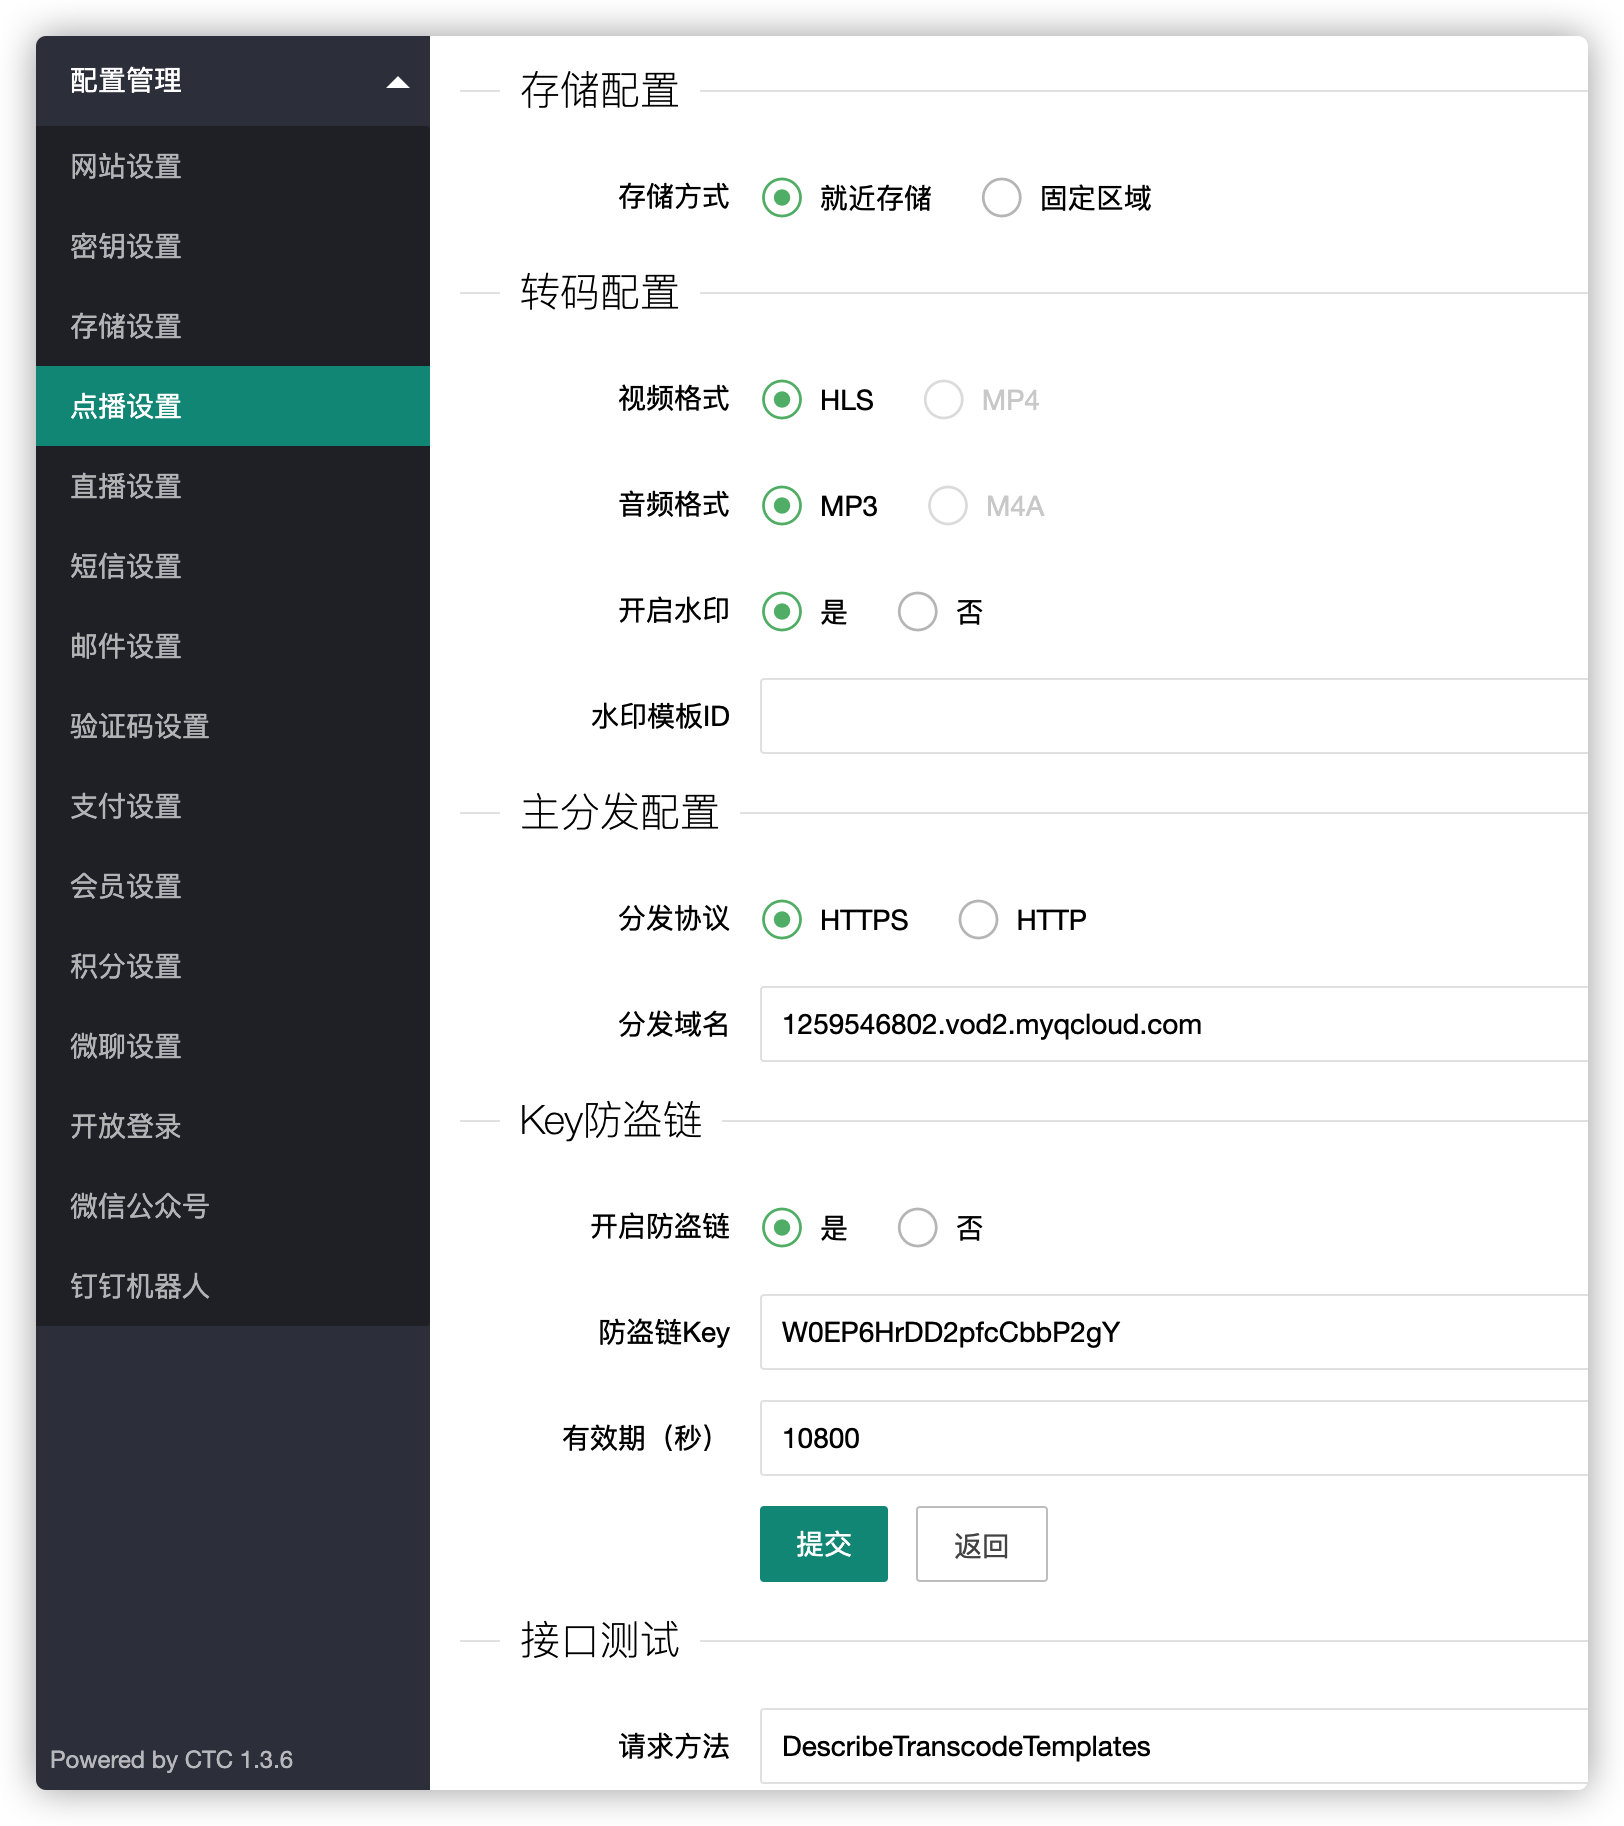 配置管理
网站设置
密钥设置
存储设置
点播设置
直播设置
短信设置
邮件设置
验证码设置
支付设置
会员设置
积分设置
微聊设置
开放登录
微信公众号
钉钉机器人
Powered by CTC 1.3.6
存储配置
存储方式 就近存储 固定区域
转码配置
视频格式 HLS MP4
音频格式 MP3 M4A
开启水印 是 否
水印模板ID
主分发配置
分发协议 HTTPS HTTP
分发域名 1259546802.vod2.myqcloud.com
Key防盗链
开启防盗链 是 否
防盗链Key W0EP6HrDD2pfcCbbP2gY
有效期（秒） 10800
提交 返回
接口测试
请求方法 DescribeTranscodeTemplates